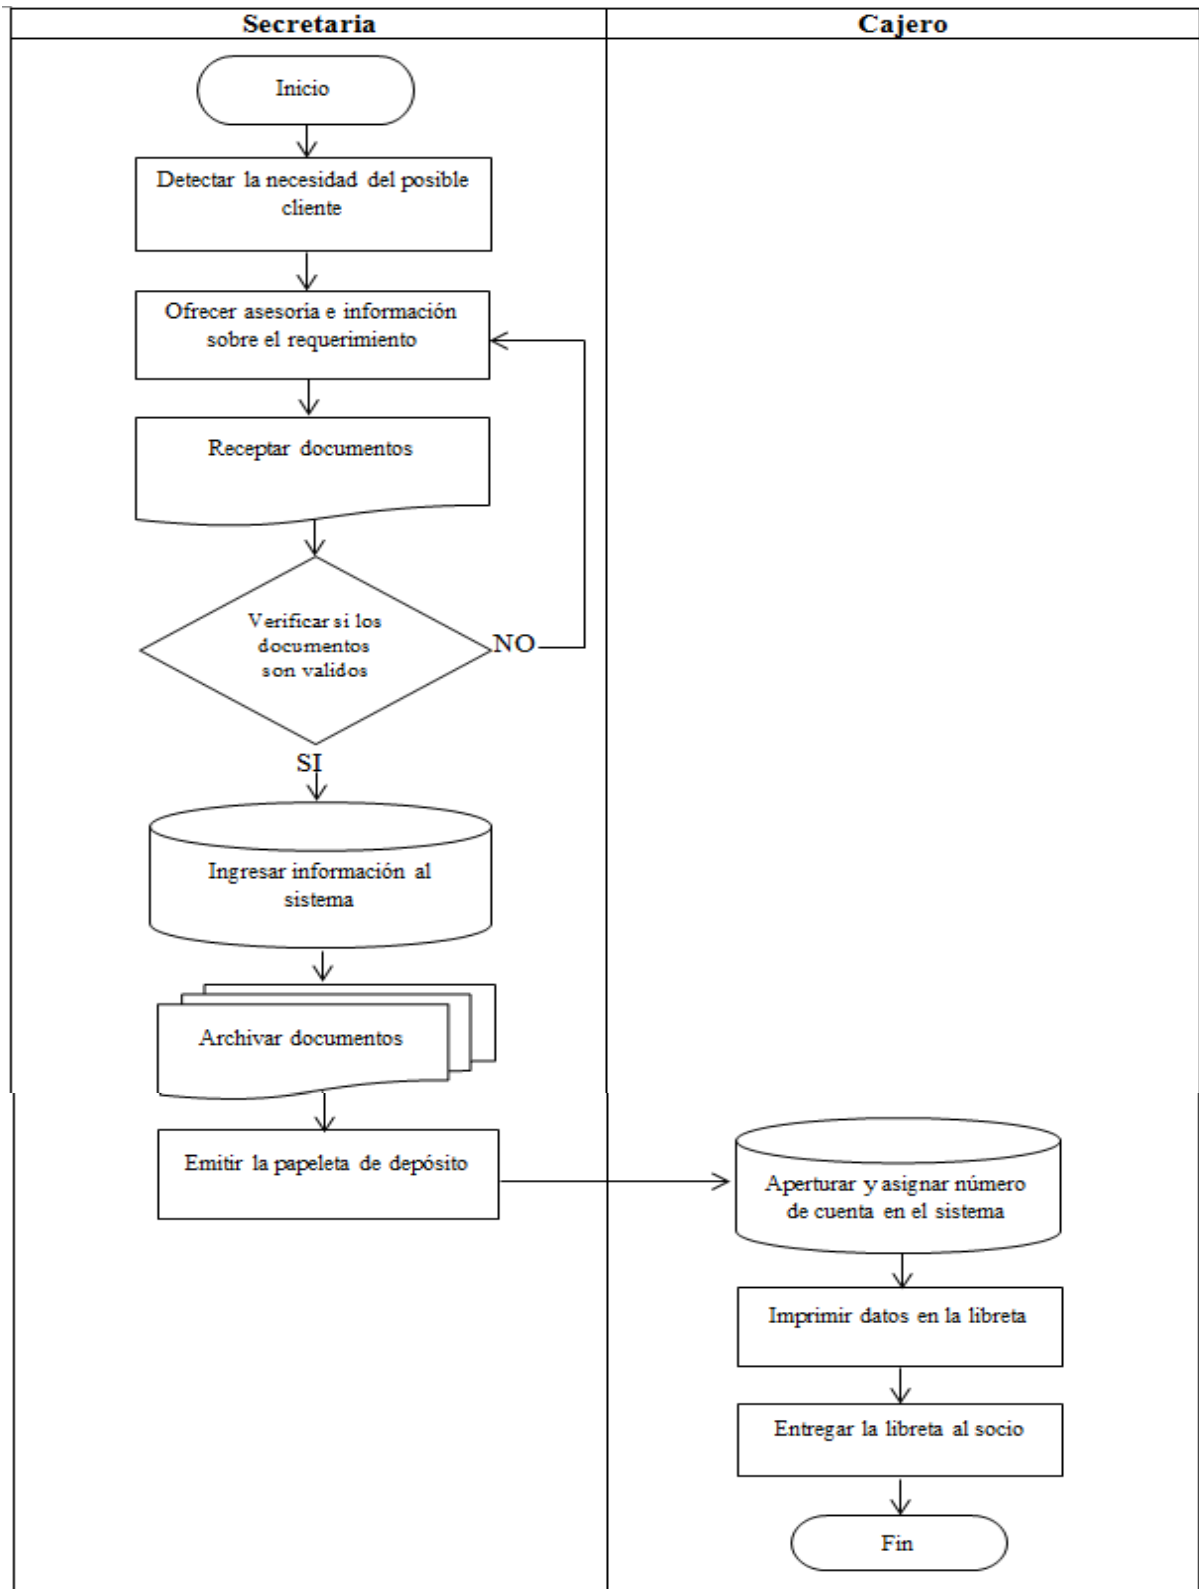 Secretaria
Cajero
Inicio
Detectar la necesidad del posible
cliente
Ofrecer asesoría e información
sobre el requerimiento
Receptar documentos
Verificar si los
documentos
son validos
NO
SI
Ingresar información al
sistema
Archivar documentos
Emitir la papeleta de depósito
Aperturar y asignar número
de cuenta en el sistema
Imprimir datos en la libreta
Entregar la libreta al socio
Fin